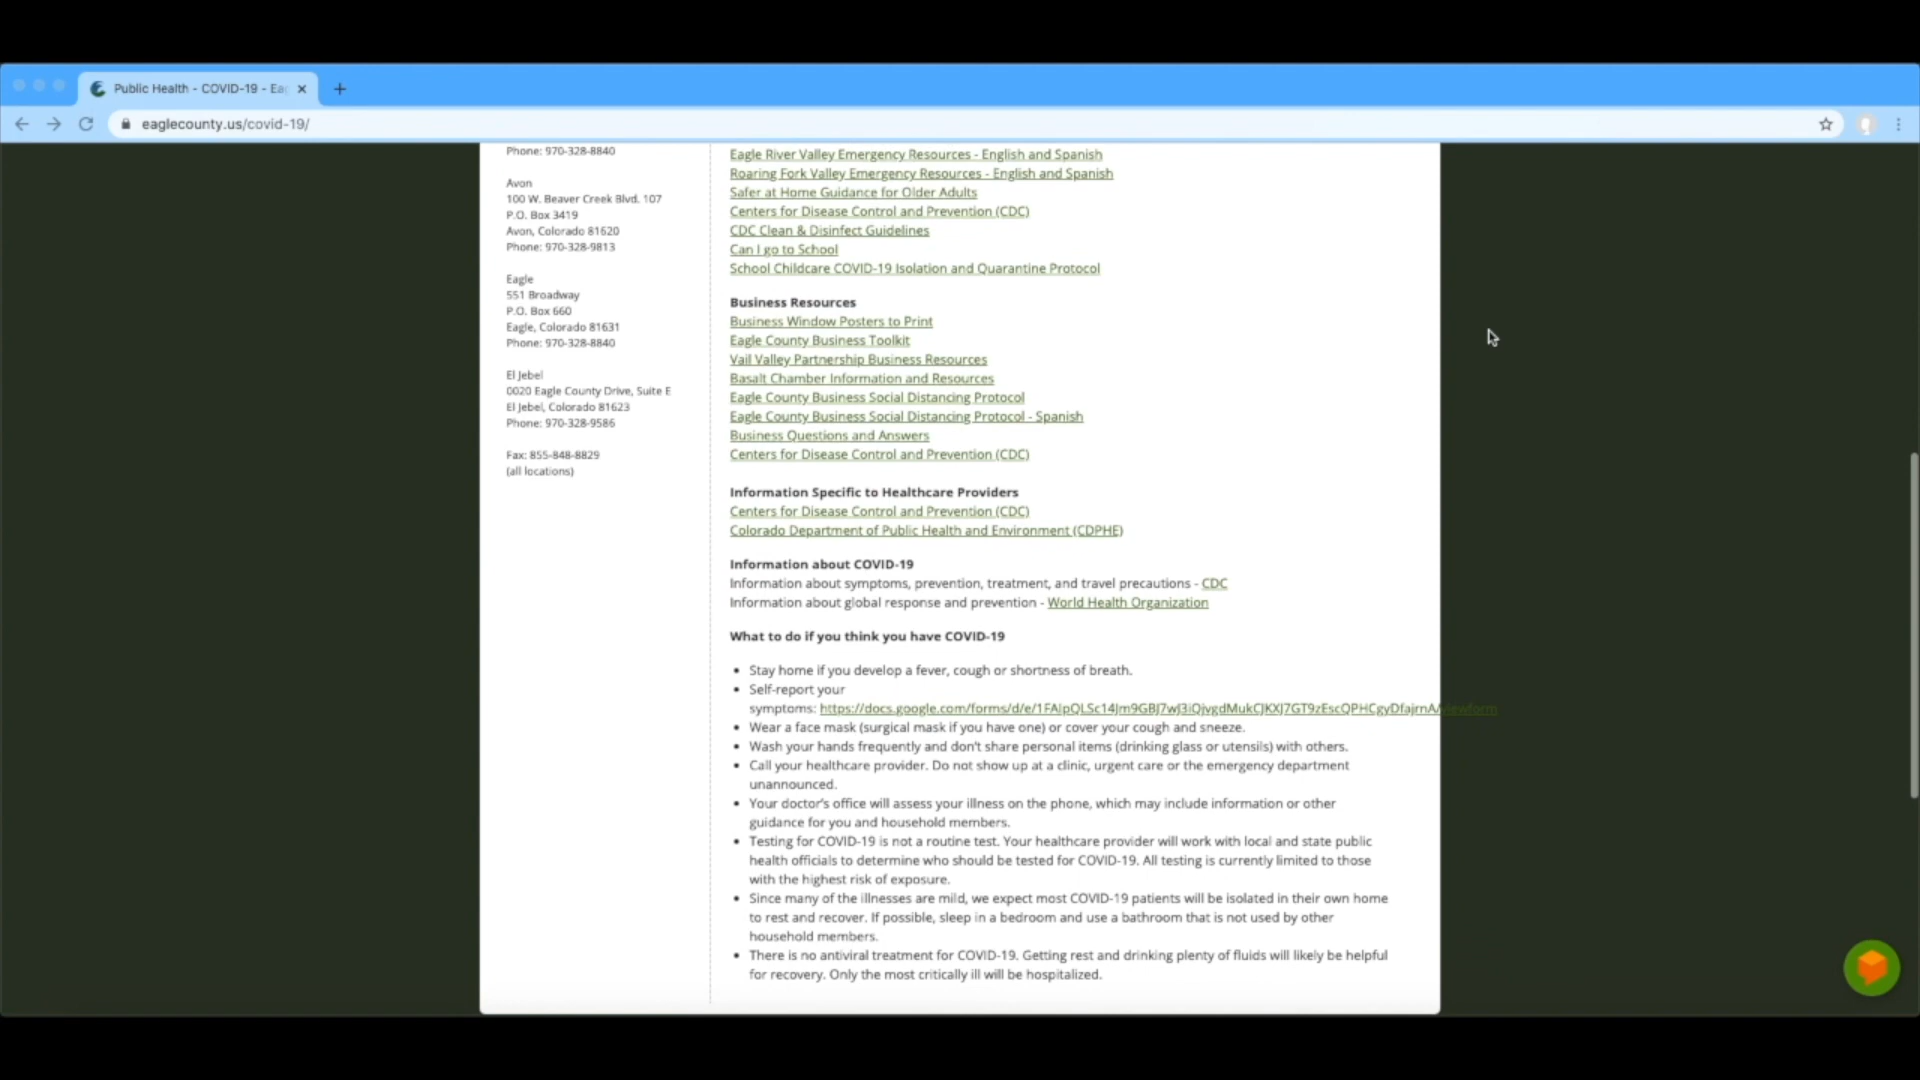 Public Health - COVID-19 - Ea
eaglecounty.us/covid-19/
Phone: 970-328-8840
Avon
100 W. Beaver Creek Blvd. 107
P.O. Box 3419
Avon, Colorado 81620
Phone: 970-328-9813
Eagle
551 Broadway
P.O. Box 660
Eagle, Colorado 81631
Phone: 970-328-8840
El Jebel
0020 Eagle County Drive, Suite E
El Jebel, Colorado 81623
Phone: 970-328-9586
Fax: 855-848-8829
(all locations)
Eagle River Valley Emergency Resources - English and Spanish
Roaring Fork Valley Emergency Resources - English and Spanish
Safer at Home Guidance for Older Adults
Centers for Disease Control and Prevention (CDC)
CDC Clean & Disinfect Guidelines
Can I go to School
School Childcare COVID-19 Isolation and Quarantine Protocol
Business Resources
Business Window Posters to Print
Eagle County Business Toolkit
Vail Valley Partnership Business Resources
Basalt Chamber Information and Resources
Eagle County Business Social Distancing Protocol
Eagle County Business Social Distancing Protocol - Spanish
Business Questions and Answers
Centers for Disease Control and Prevention (CDC)
Information Specific to Healthcare Providers
Centers for Disease Control and Prevention (CDC)
Colorado Department of Public Health and Environment (CDPHE)
Information about COVID-19
Information about symptoms, prevention, treatment, and travel precautions - CDC
Information about global response and prevention - World Health Organization
What to do if you think you have COVID-19
• Stay home if you develop a fever, cough or shortness of breath.
• Self-report your
symptoms:
• Wear a face mask (surgical mask if you have one) or cover your cough and sneeze.
• Wash your hands frequently and don't share personal items (drinking glass or utensils) with others.
• Call your healthcare provider. Do not show up at a clinic, urgent care or the emergency department
unannounced.
• Your doctor's office will assess your illness on the phone, which may include information or other
guidance for you and household members.
• Testing for COVID-19 is not a routine test. Your healthcare provider will work with local and state public
health officials to determine who should be tested for COVID-19. All testing is currently limited to those
with the highest risk of exposure.
• Since many of the illnesses are mild, we expect most COVID-19 patients will be isolated in their own home
to rest and recover. If possible, sleep in a bedroom and use a bathroom that is not used by other
household members.
• There is no antiviral treatment for COVID-19. Getting rest and drinking plenty of fluids will likely be helpful
for recovery. Only the most critically ill will be hospitalized.